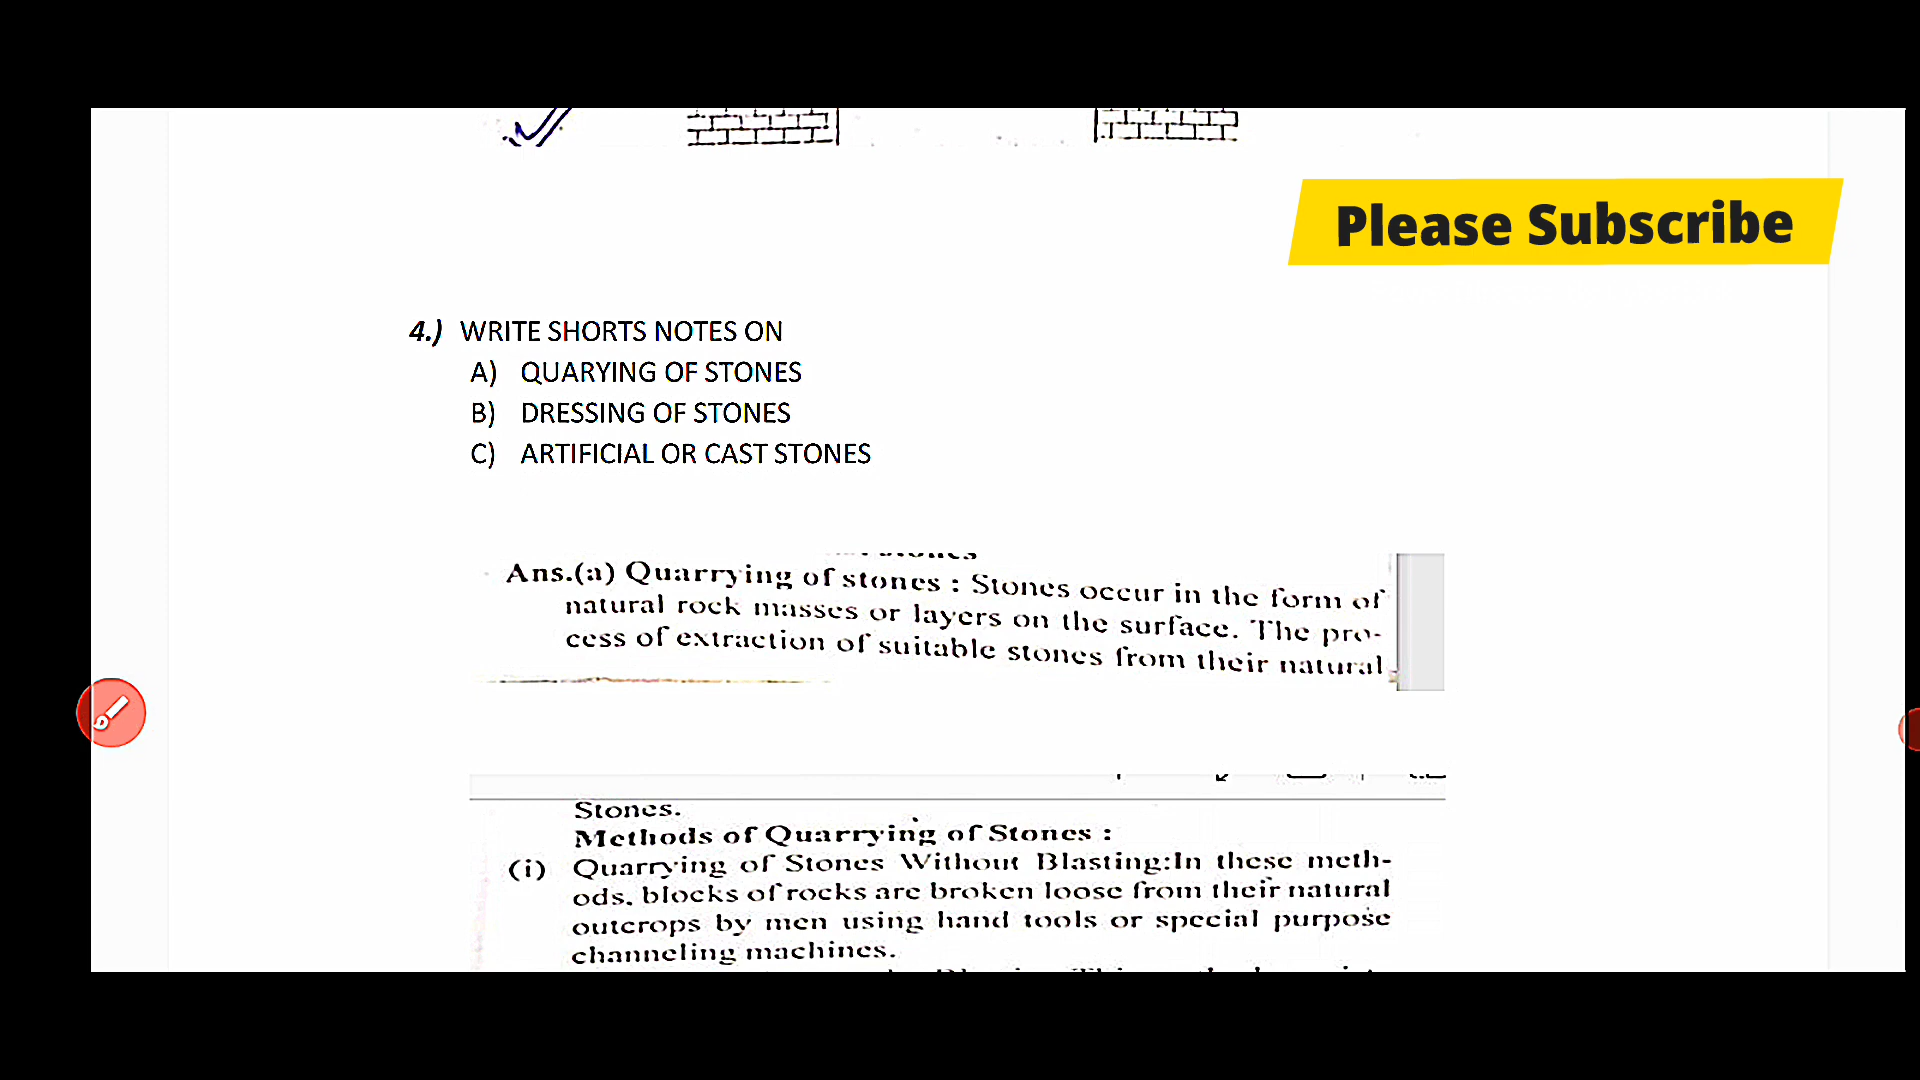 Please Subscribe
4.) WRITE SHORTS NOTES ON
A) QUARYING OF STONES
B) DRESSING OF STONES
C) ARTIFICIAL OR CAST STONES
Ans.(a) Quarrying of stones : Stones occur in the form of
natural rock masses or layers on the surface. The pro-
cess of extraction of suitable stones from their natural
Stones.
Methods of Quarrying of Stones :
(i) Quarrying of Stones Without Blasting:In these meth-
ods, blocks of rocks are broken loose from their natural
outcrops by men using hand tools or special purpose
channeling machines.